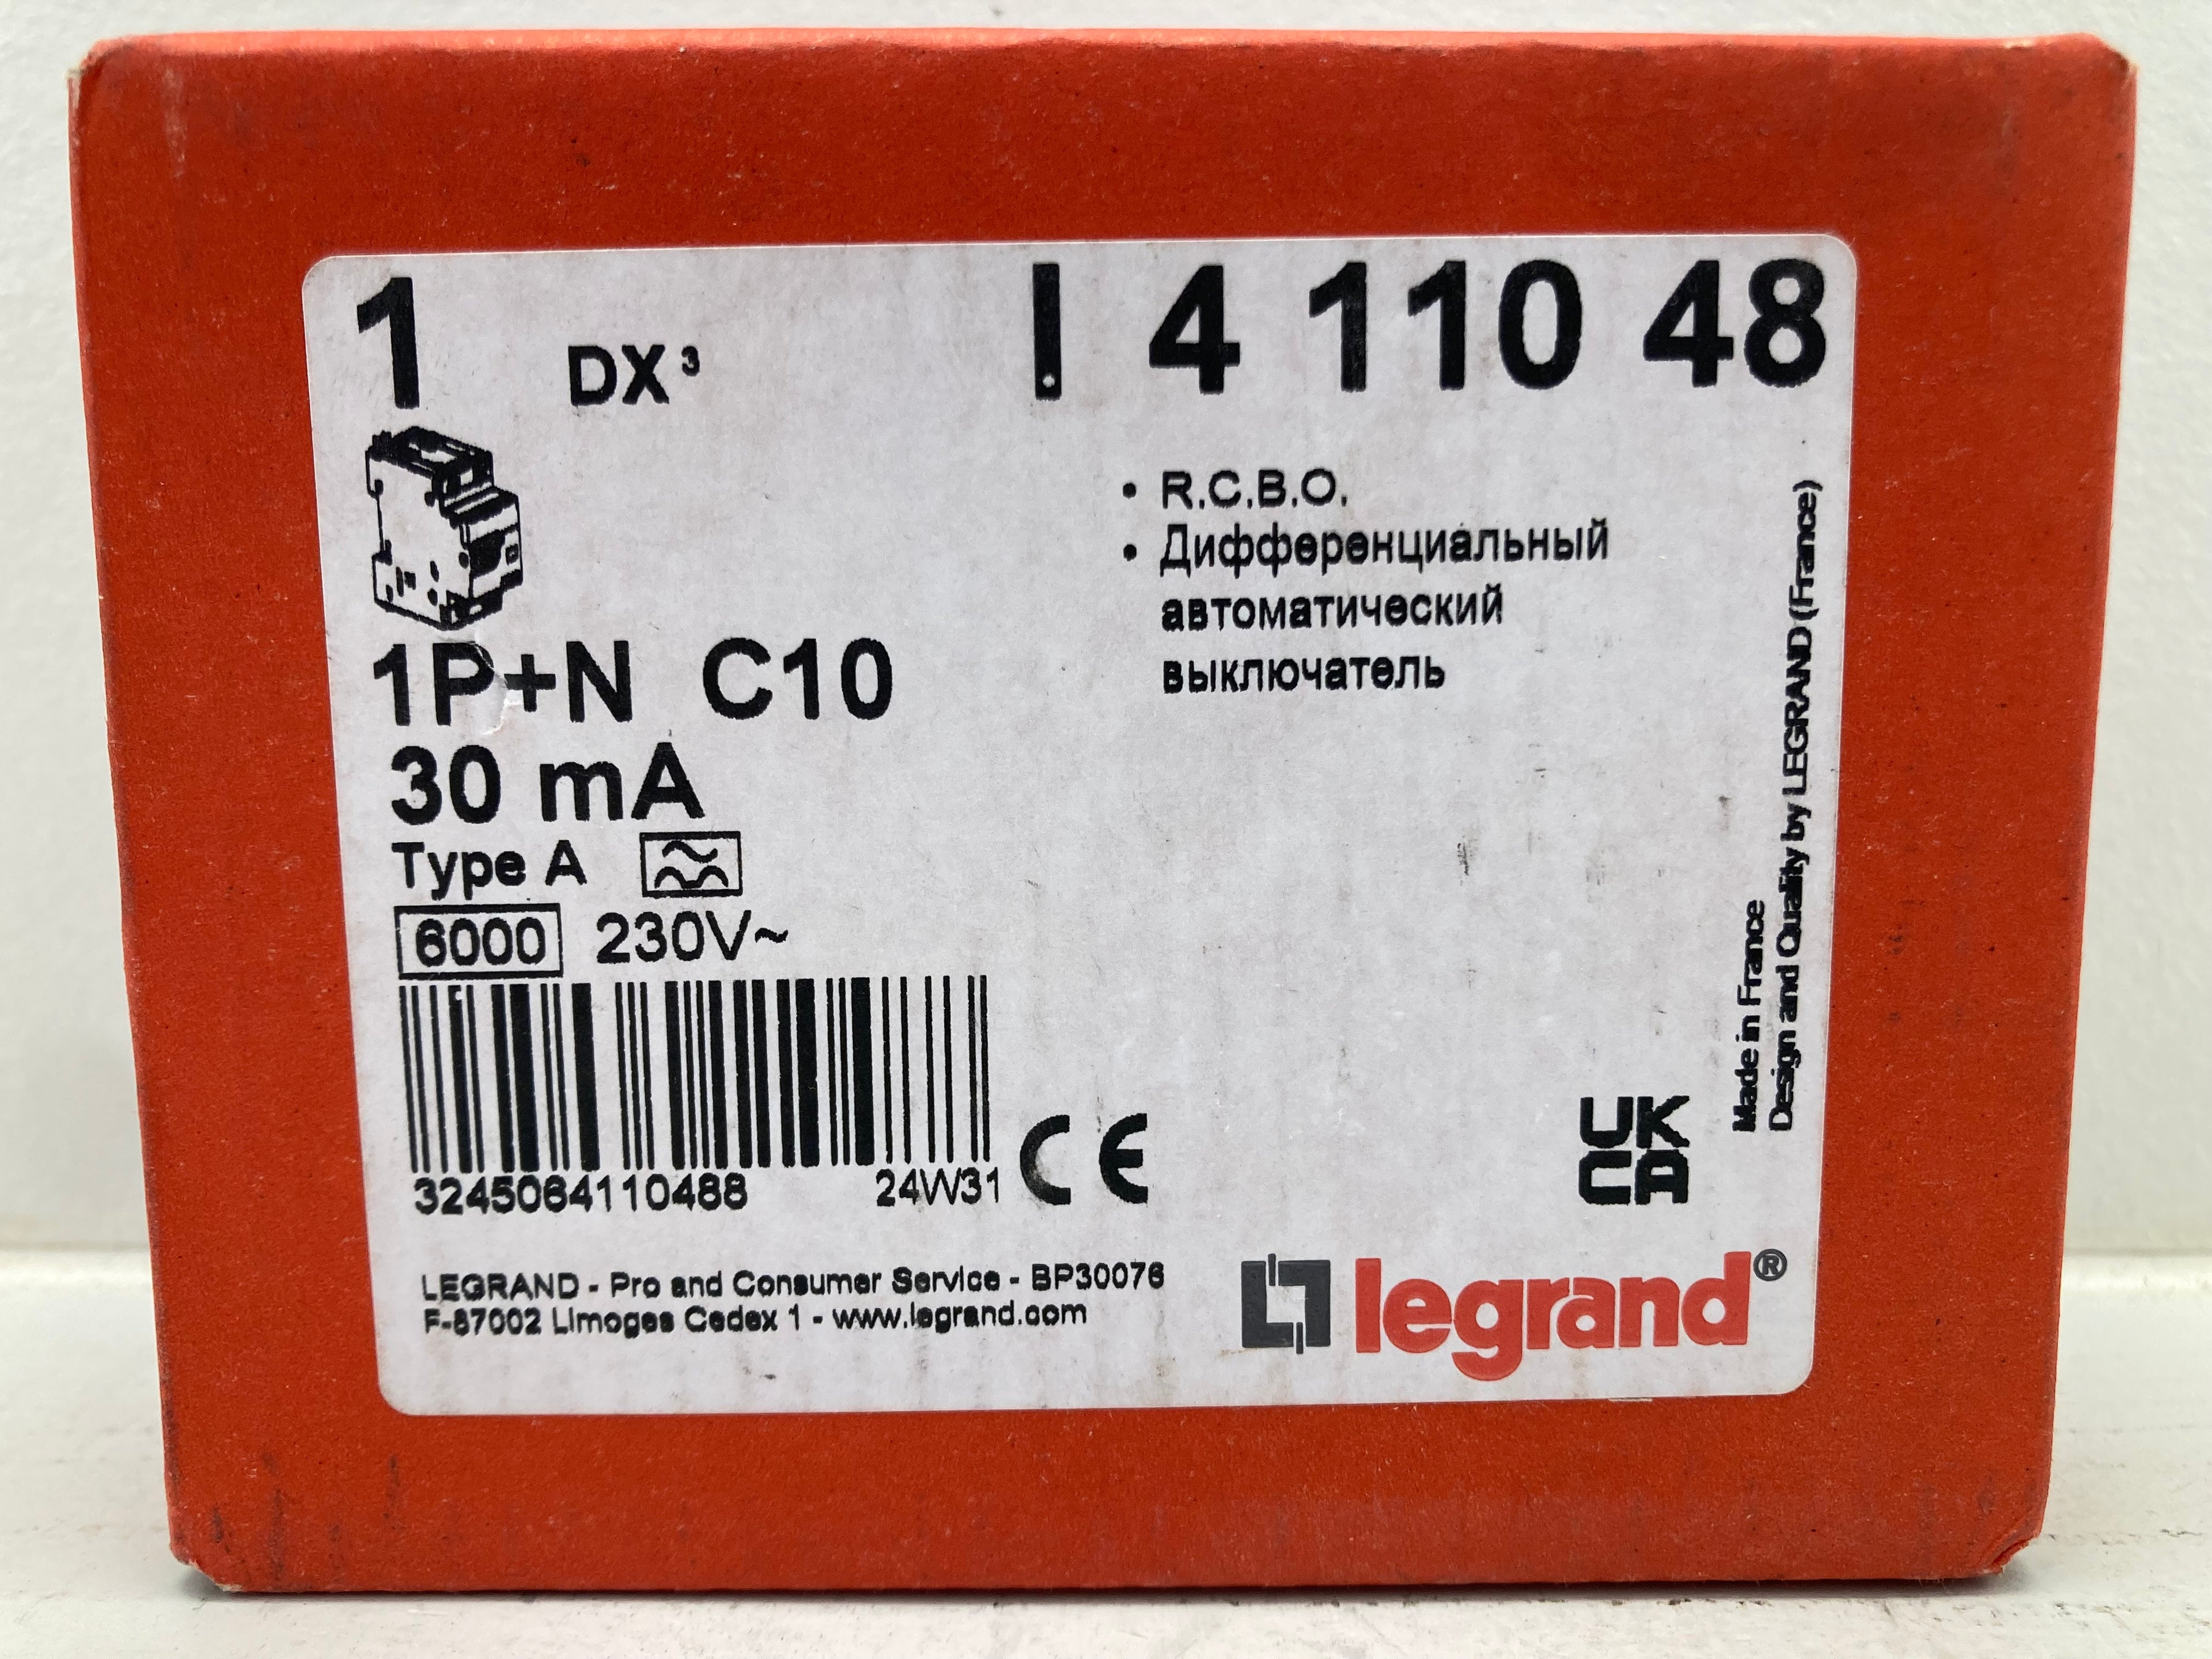 1 DX³ I 4 110 48
• R.C.B.O.
• Дифференциальный
автоматический
выключатель
1P+N C10
30 mA
Type A
6000 230V~
3245064110488 24W31
CE
UK
CA
Made in France
Design and Quality by LEGRAND (France)
LEGRAND - Pro and Consumer Service - BP30076
F-87002 Limoges Cedex 1 - www.legrand.com
legrand®